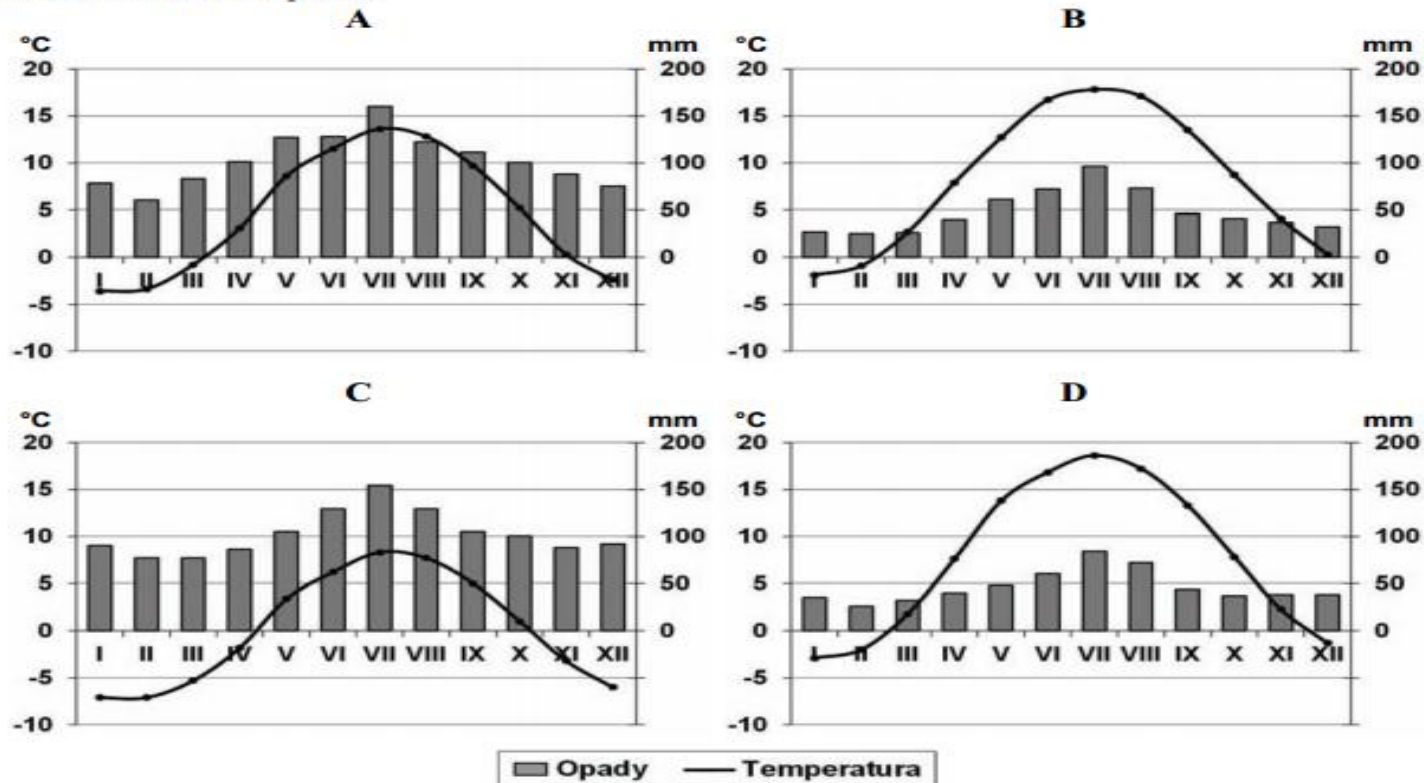 A B
°C mm °C mm
20 200 20 200
15 150 15 150
10 100 10 100
5 50 5 50
0 0 0 0
I II III IV V VI VII VIII IX X XI XII I II III IV V VI VII VIII IX X XI XII
-5 -5
-10 -10
C D
°C mm °C mm
20 200 20 200
15 150 15 150
10 100 10 100
5 50 5 50
0 0 0 0
I II III IV V VI VII VIII IX X XI XII I II III IV V VI VII VIII IX X XI XII
-5 -5
-10 -10
Opady Temperatura